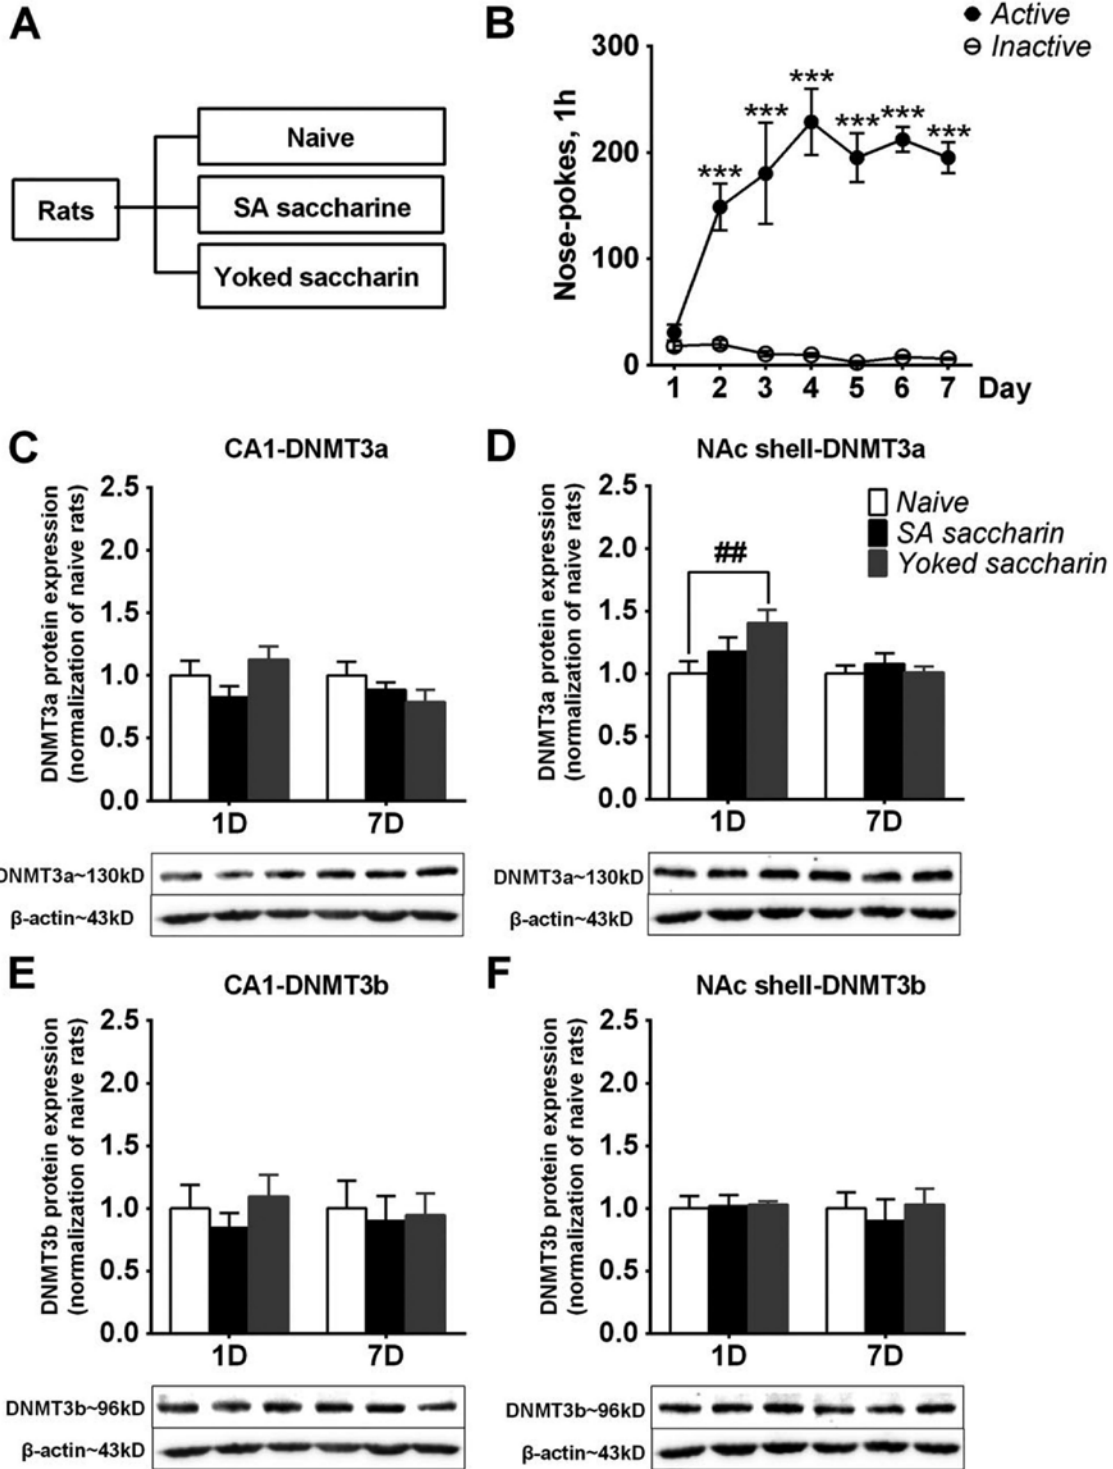 A
Rats
Naive
SA saccharine
Yoked saccharin
B
Active
Inactive
Nose-pokes, 1h
300
200
100
0
***
***
***
***
***
***
1
2
3
4
5
6
7
Day
C
CA1-DNMT3a
DNMT3a protein expression
(normalization of naive rats)
2.5
2.0
1.5
1.0
0.5
0.0
1D
7D
DNMT3a~130kD
β-actin~43kD
D
NAc shell-DNMT3a
DNMT3a protein expression
(normalization of naive rats)
2.5
2.0
1.5
1.0
0.5
0.0
##
Naive
SA saccharin
Yoked saccharin
1D
7D
DNMT3a~130kD
β-actin~43kD
E
CA1-DNMT3b
DNMT3b protein expression
(normalization of naive rats)
2.5
2.0
1.5
1.0
0.5
0.0
1D
7D
DNMT3b~96kD
β-actin~43kD
F
NAc shell-DNMT3b
DNMT3b protein expression
(normalization of naive rats)
2.5
2.0
1.5
1.0
0.5
0.0
1D
7D
DNMT3b~96kD
β-actin~43kD